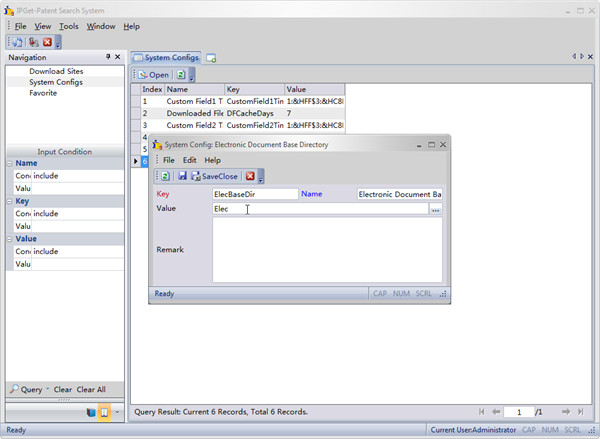 IPGet-Patent Search System
File View Tools Window Help
Navigation
Download Sites
System Configs
Favorite
Input Condition
Name
Con include
Valu
Key
Con include
Valu
Value
Con include
Valu
Query Clear Clear All
System Configs
Open
Index Name Key Value
1 Custom Field1 T CustomField1Tin 1:&HFF$3:&HC8I
2 Downloaded File DFCacheDays 7
3 Custom Field2 T CustomField2Tin 1:&HFF$3:&HC8I
4
5
6
System Config: Electronic Document Base Directory
File Edit Help
SaveClose
Key ElecBaseDir Name Electronic Document Ba
Value Elec ...
Remark
Ready CAP NUM SCRL
Query Result: Current 6 Records, Total 6 Records. 1 /1
Ready Current User:Administrator CAP NUM SCRL